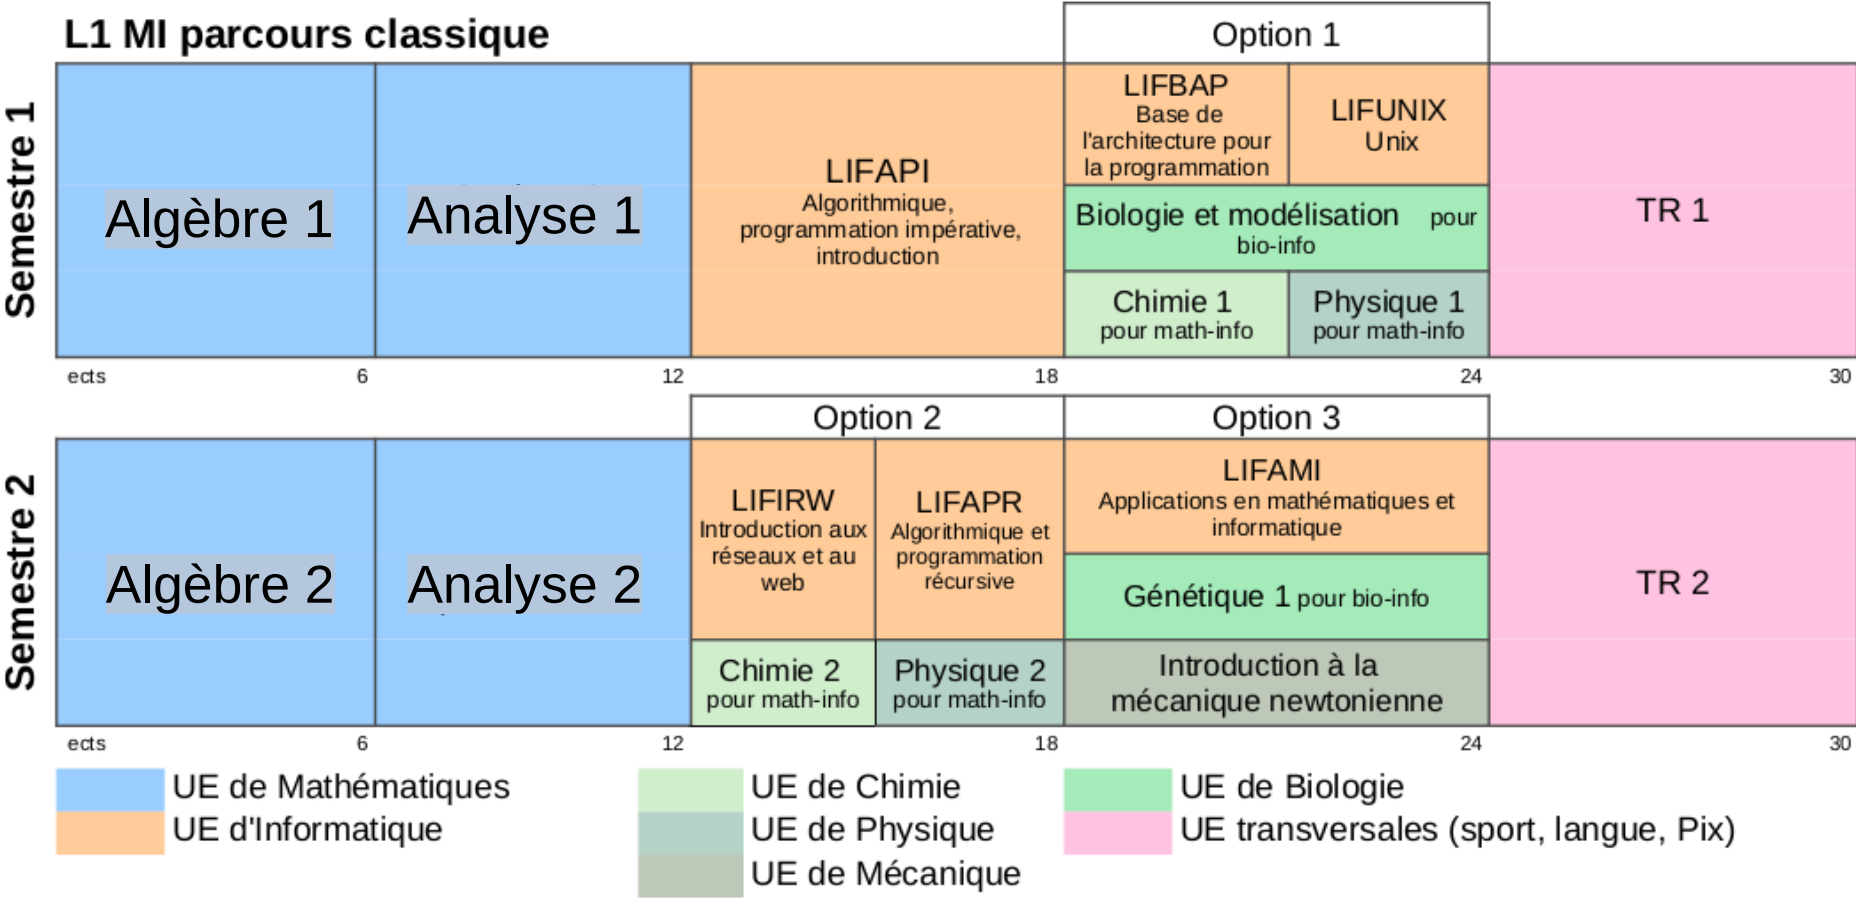 L1 MI parcours classique
Option 1
Semestre 1
Algèbre 1
Analyse 1
LIFAPI
Algorithmique,
programmation impérative,
introduction
LIFBAP
Base de
l'architecture pour
la programmation
LIFUNIX
Unix
Biologie et modélisation pour
bio-info
Chimie 1
pour math-info
Physique 1
pour math-info
TR 1
ects 6 12 18 24 30
Option 2
Option 3
Semestre 2
Algèbre 2
Analyse 2
LIFIRW
Introduction aux
réseaux et au
web
LIFAPR
Algorithmique et
programmation
récursive
Chimie 2
pour math-info
Physique 2
pour math-info
LIFAMI
Applications en mathématiques et
informatique
Génétique 1 pour bio-info
Introduction à la
mécanique newtonienne
TR 2
ects 6 12 18 24 30
UE de Mathématiques
UE d'Informatique
UE de Chimie
UE de Physique
UE de Mécanique
UE de Biologie
UE transversales (sport, langue, Pix)